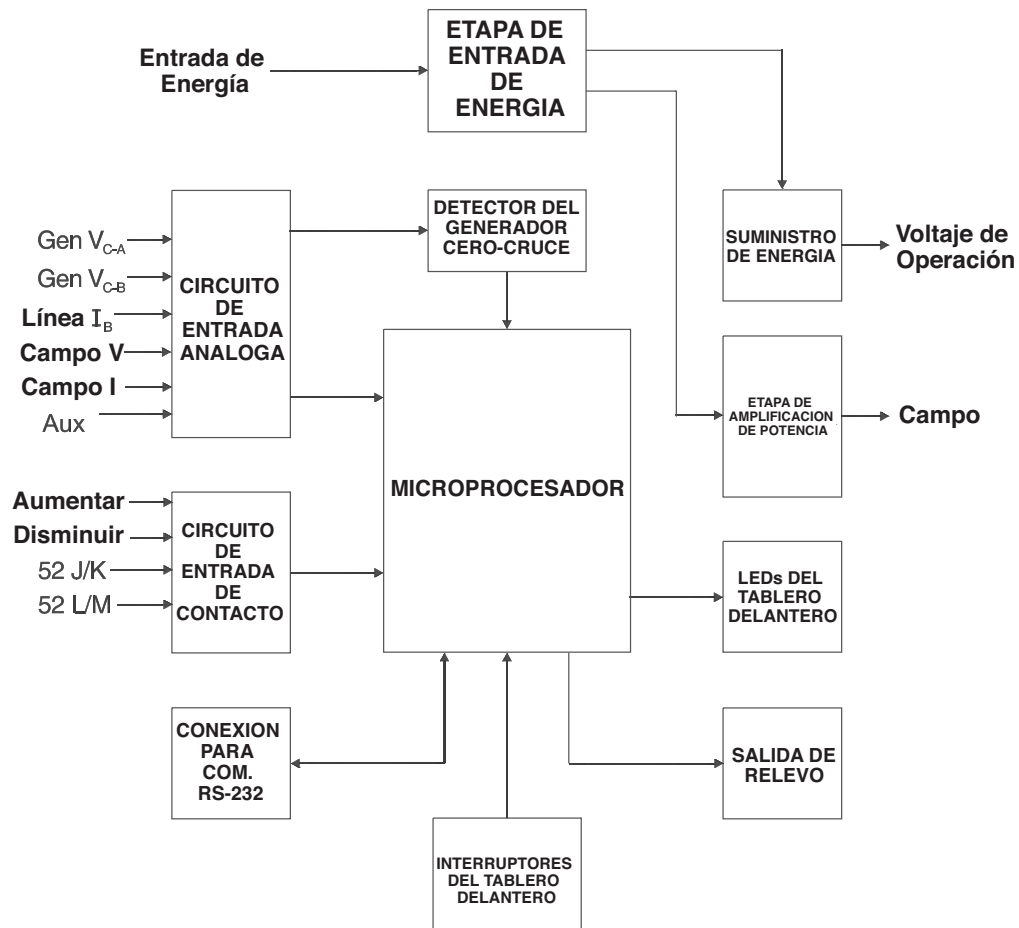 Entrada de
Energía
ETAPA DE
ENTRADA
DE
ENERGIA
Gen V_C-A
Gen V_C-B
Línea I_B
Campo V
Campo I
Aux
CIRCUITO
DE
ENTRADA
ANALOGA
DETECTOR DEL
GENERADOR
CERO-CRUCE
SUMINISTRO
DE ENERGIA
Voltaje de
Operación
ETAPA DE
AMPLIFICACION
DE POTENCIA
Campo
MICROPROCESADOR
Aumentar
Disminuir
52 J/K
52 L/M
CIRCUITO
DE
ENTRADA
DE
CONTACTO
LEDs DEL
TABLERO
DELANTERO
CONEXION
PARA
COM.
RS-232
SALIDA DE
RELEVO
INTERRUPTORES
DEL TABLERO
DELANTERO